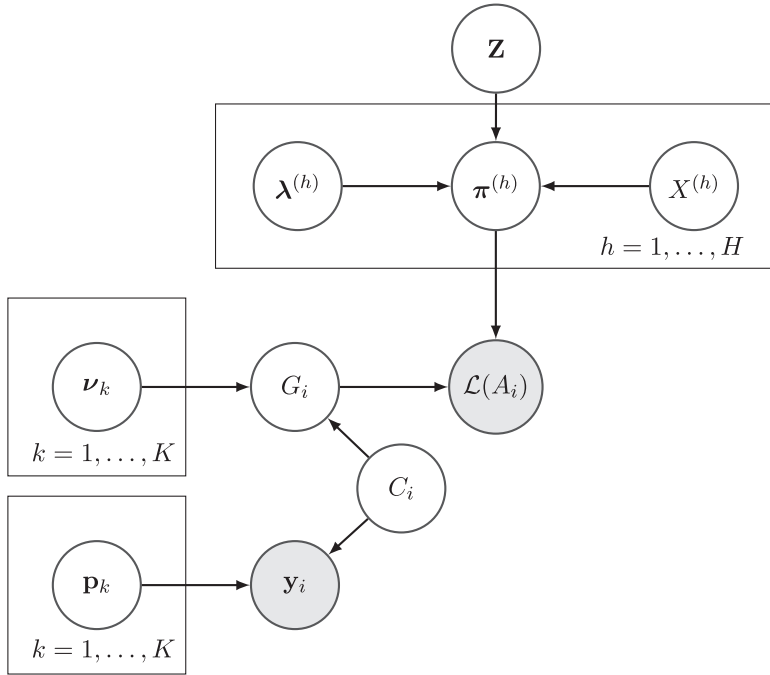 Z
λ^(h) π^(h) X^(h)
h = 1, . . . , H
ν_k G_i ℒ(A_i)
k = 1, . . . , K
C_i
p_k y_i
k = 1, . . . , K